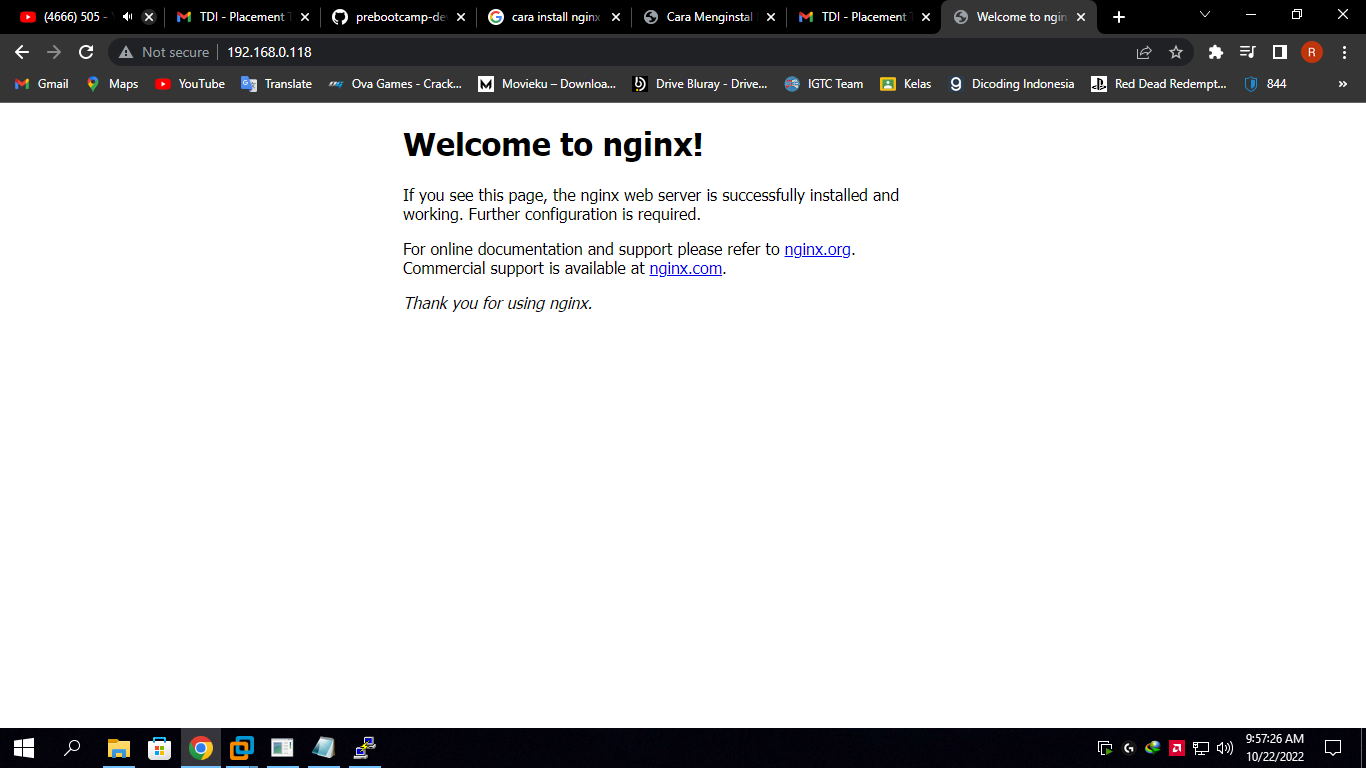 (4666) 505 -
TDI - Placement
prebootcamp-de
cara install nginx
Cara Menginstal
TDI - Placement
Welcome to ngin
Not secure 192.168.0.118
R
Gmail Maps YouTube Translate Ova Games - Crack... Movieku – Downloa... Drive Bluray - Drive... IGTC Team Kelas Dicoding Indonesia Red Dead Redempt... 844 »
Welcome to nginx!
If you see this page, the nginx web server is successfully installed and
working. Further configuration is required.
For online documentation and support please refer to nginx.org.
Commercial support is available at nginx.com.
Thank you for using nginx.
9:57:26 AM
10/22/2022